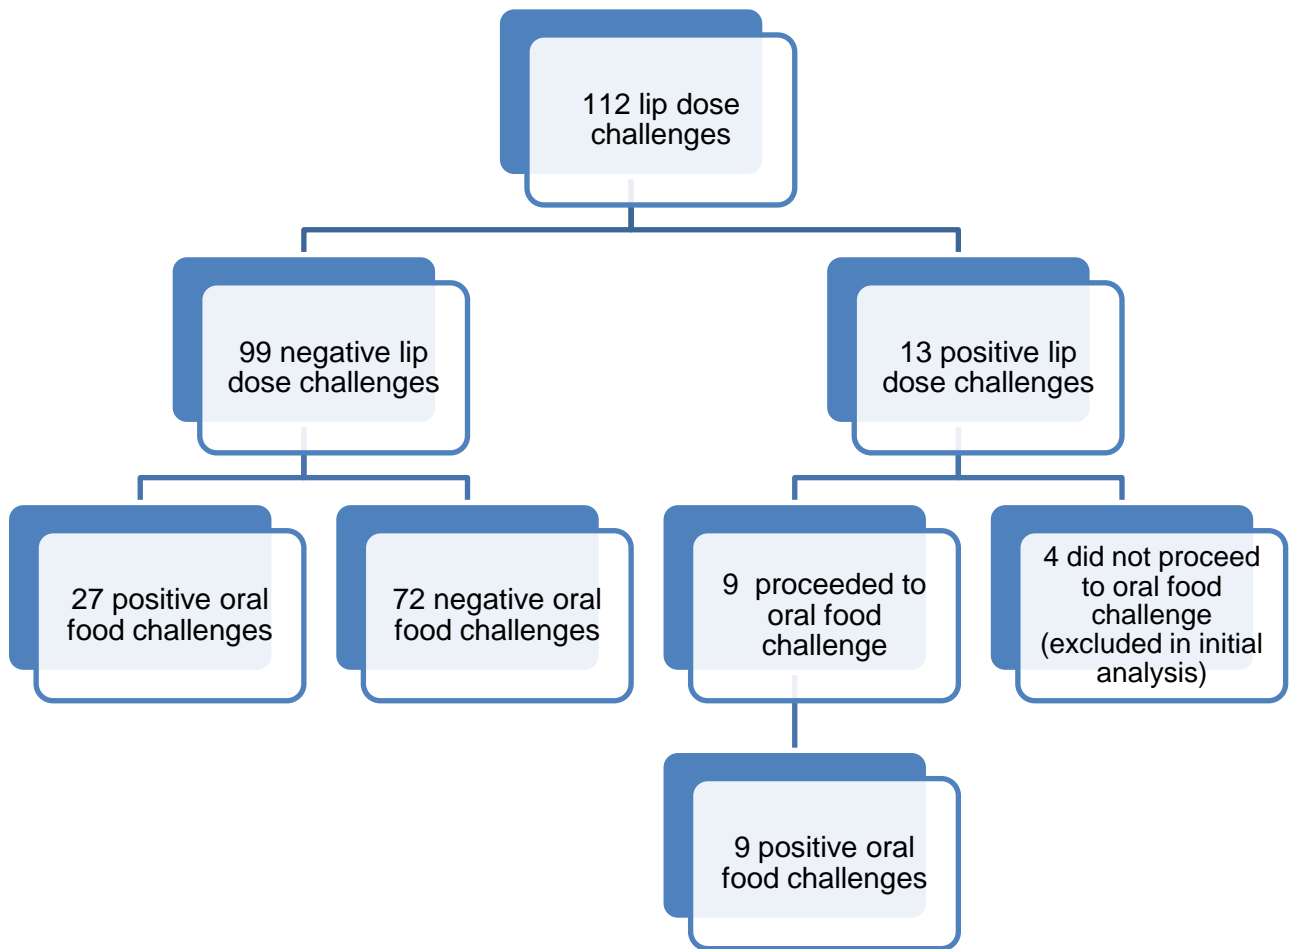 112 lip dose
challenges
99 negative lip
dose challenges
13 positive lip
dose challenges
27 positive oral
food challenges
72 negative oral
food challenges
9  proceeded to
oral food
challenge
4 did not proceed
to oral food
challenge
(excluded in initial
analysis)
9 positive oral
food challenges